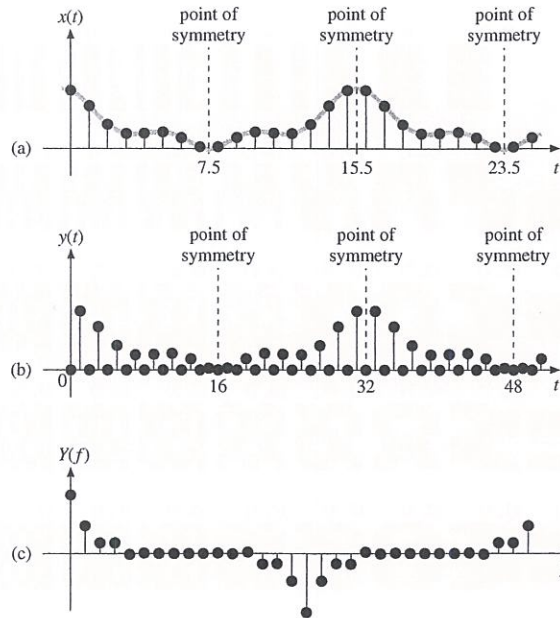 x(t)
point of
symmetry
point of
symmetry
point of
symmetry
(a)
7.5
15.5
23.5
t
y(t)
point of
symmetry
point of
symmetry
point of
symmetry
(b)
0
16
32
48
t
Y(f)
(c)